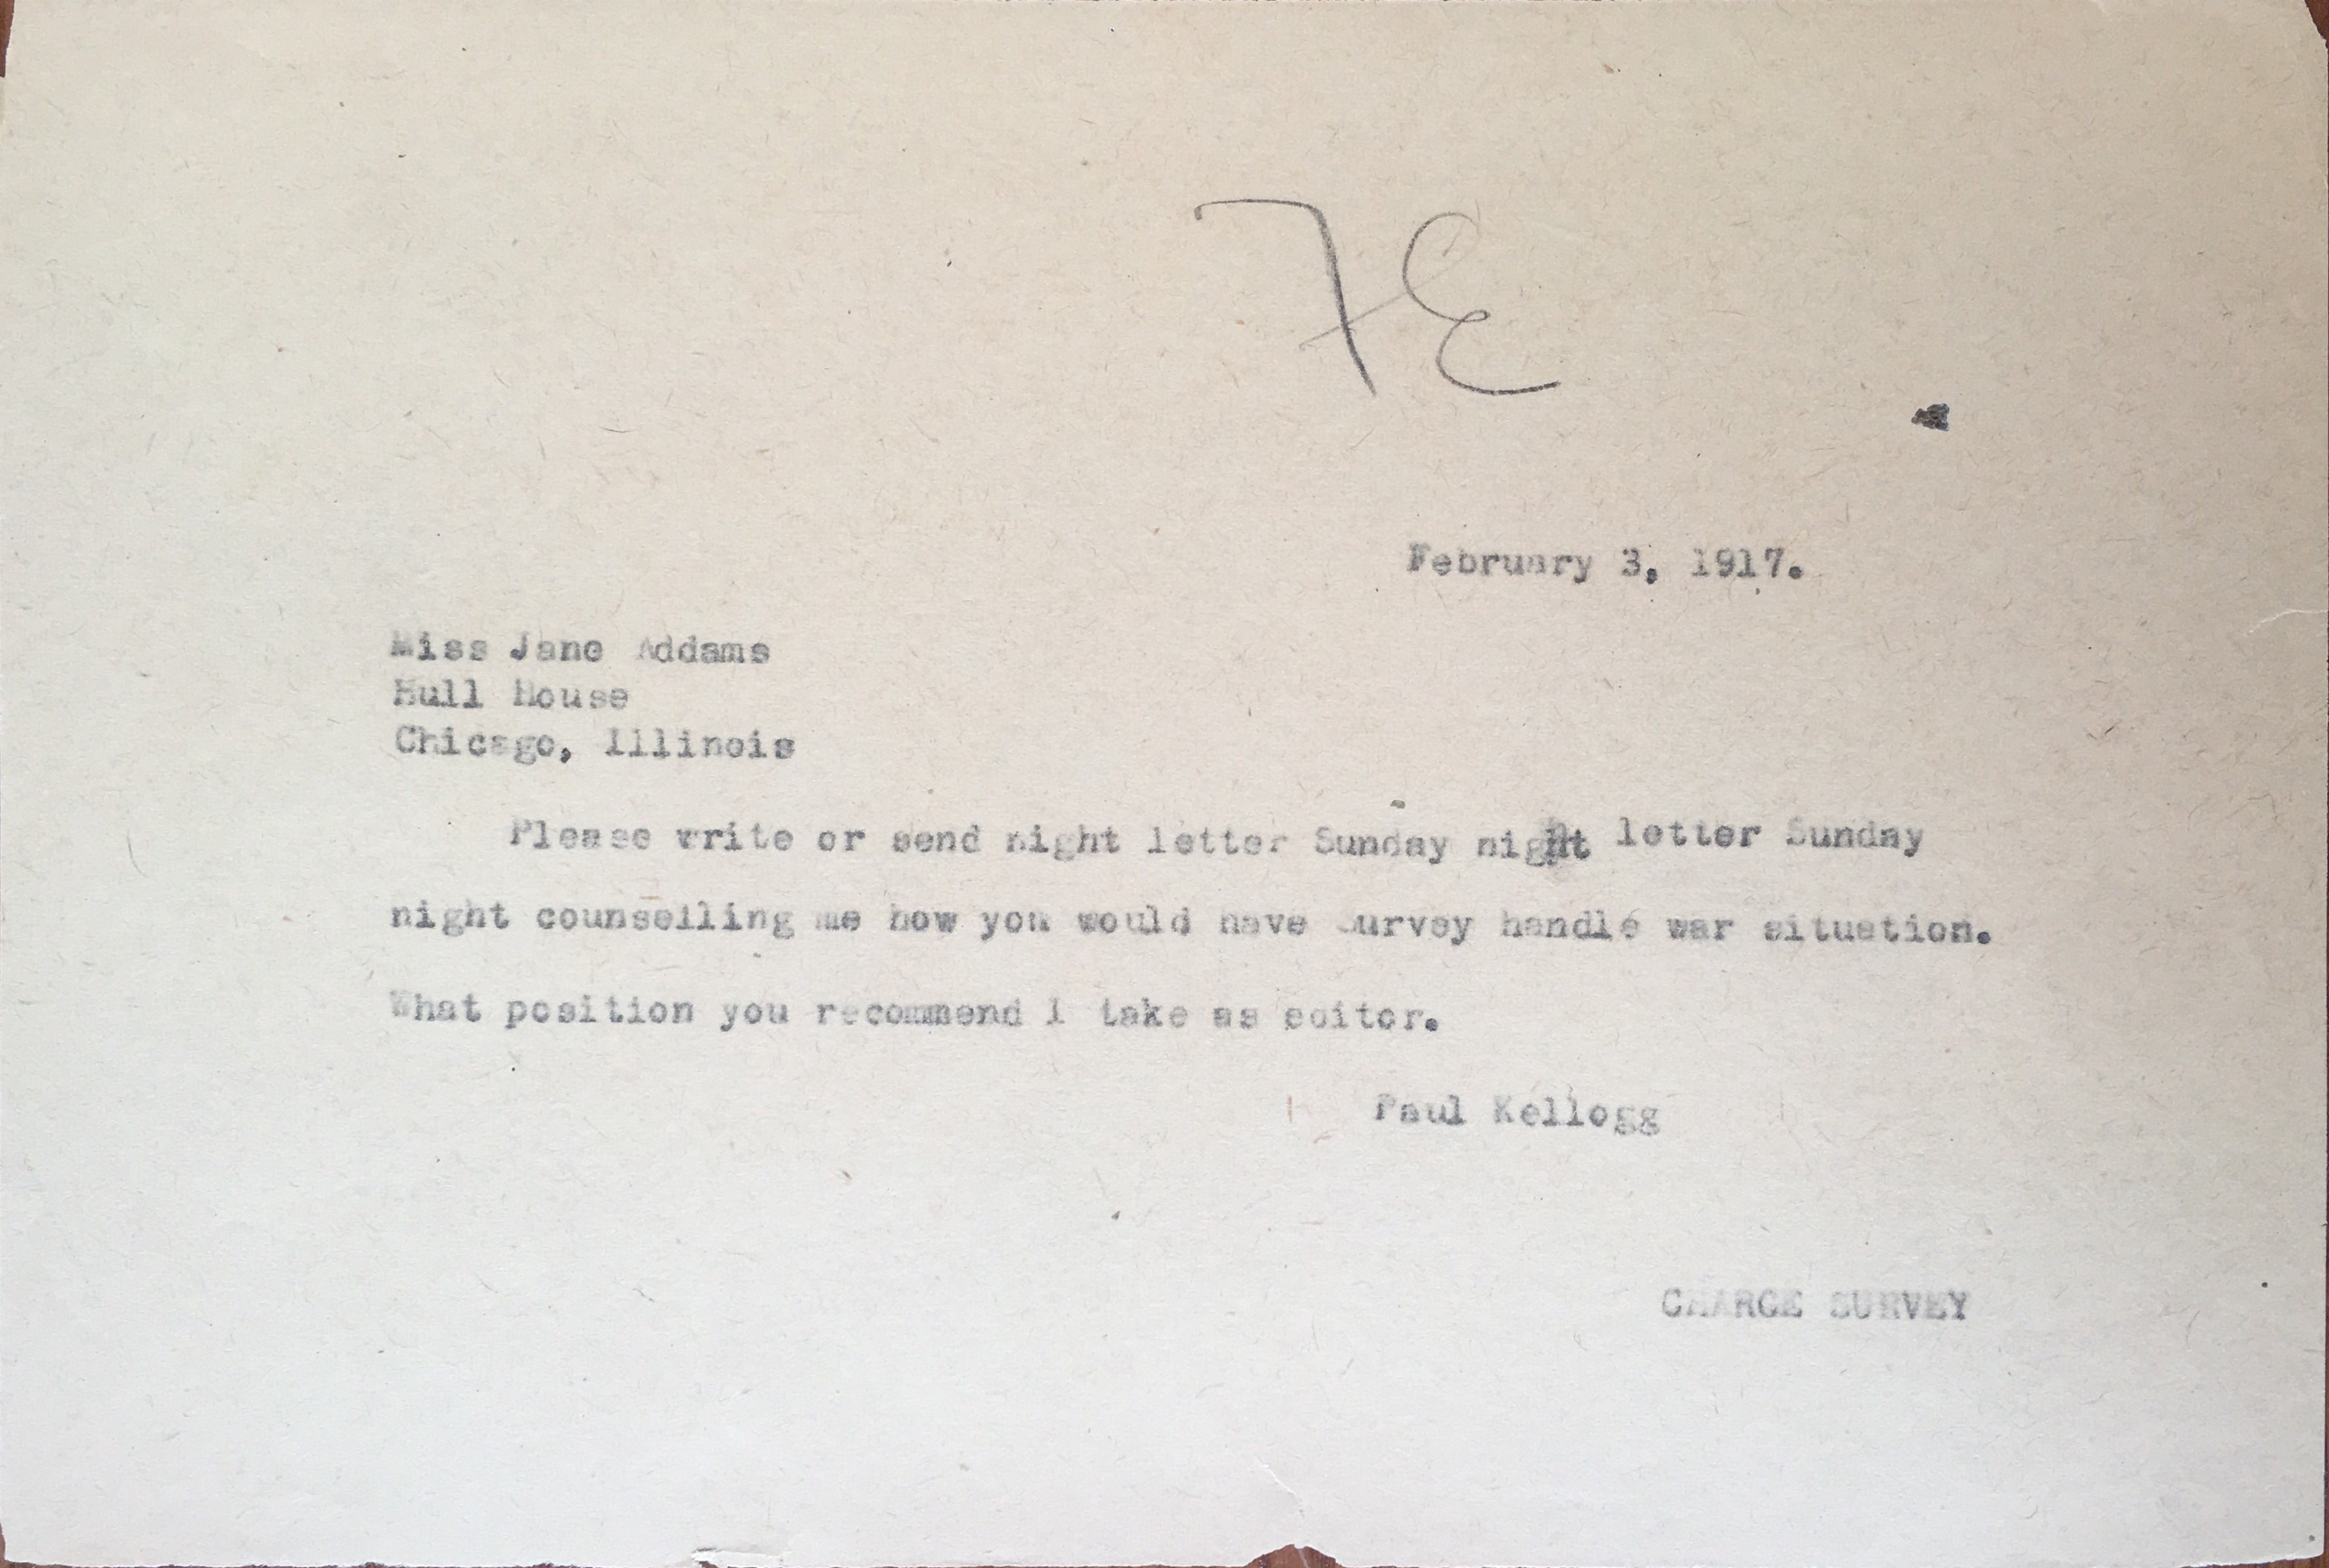 FE
February 3, 1917.
Miss Jane Addams
Hull House
Chicago, Illinois
Please write or send night letter Sunday night letter Sunday
night counselling me how you would have Survey handle war situation.
What position you recommend I take as editor.
Paul Kellogg
CHARGE SURVEY